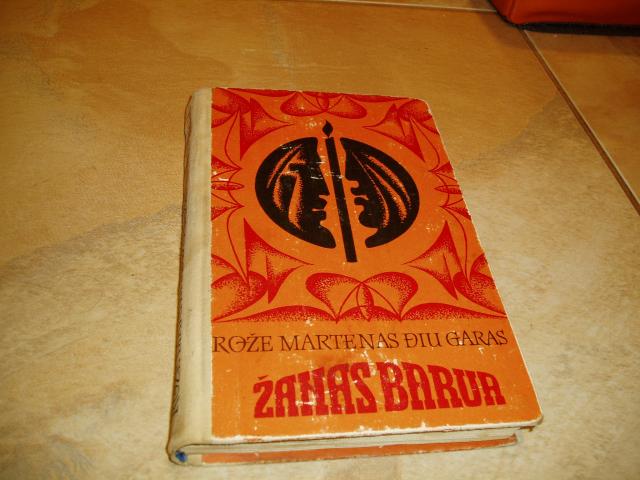 ROŽE MARTENAS DIU GARAS
ŽANAS BARUA